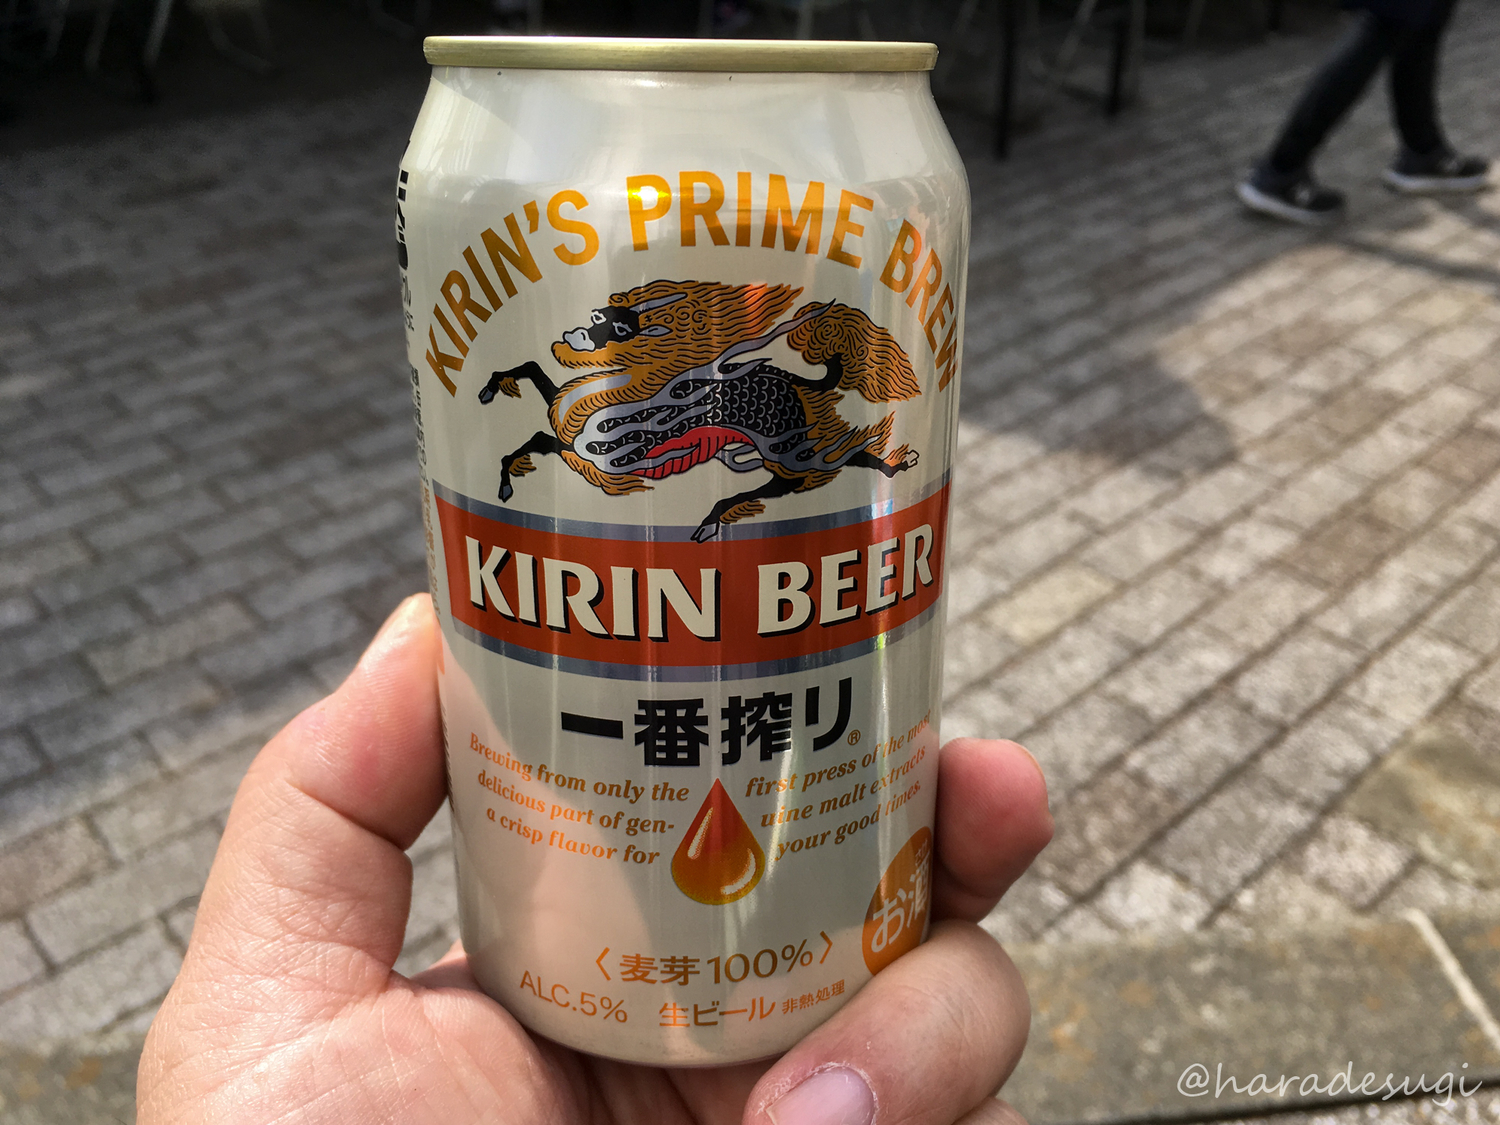 KIRIN'S PRIME BREW
KIRIN BEER
一番搾り®
Brewing from only the first press of the most
delicious part of gen-uine malt extracts
a crisp flavor for your good times.
お酒
〈麦芽100%〉
ALC.5% 生ビール 非熱処理
@haradesugi